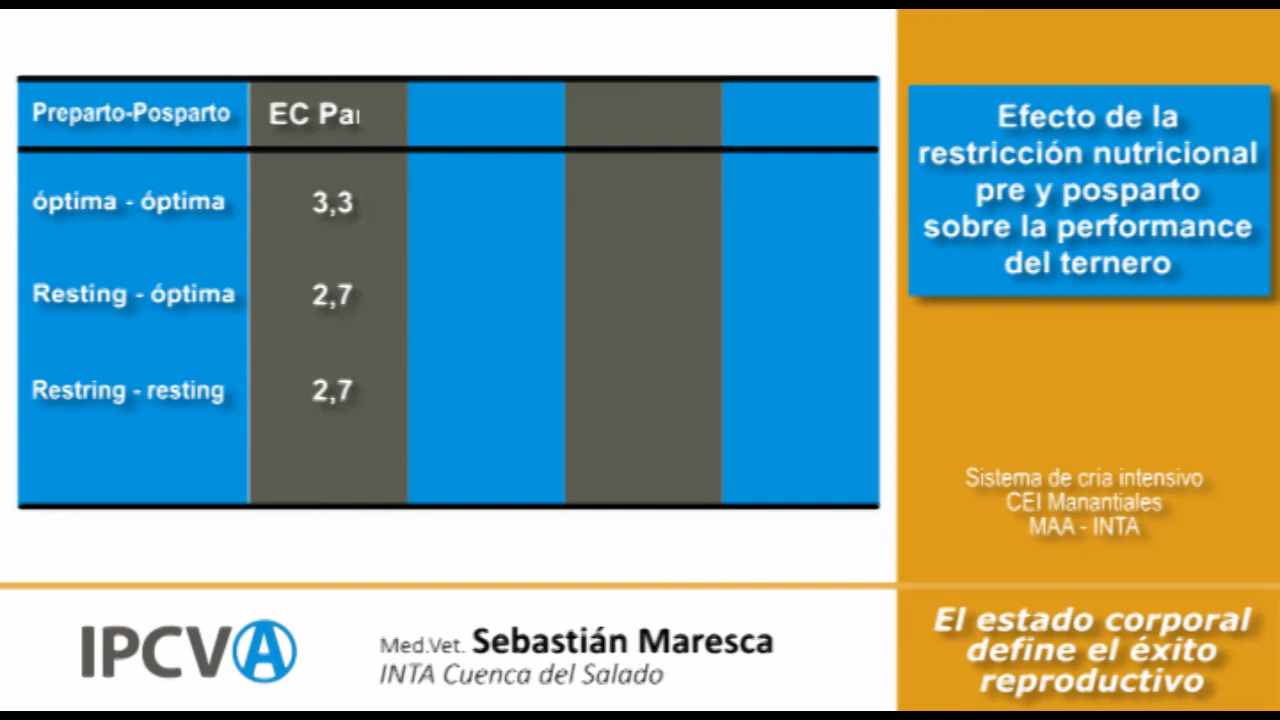 Preparto-Posparto EC Par
óptima - óptima 3,3
Resting - óptima 2,7
Restring - resting 2,7
Efecto de la
restricción nutricional
pre y posparto
sobre la performance
del ternero
Sistema de cria intensivo
CEI Manantiales
MAA - INTA
IPCVA
Med.Vet. Sebastián Maresca
INTA Cuenca del Salado
El estado corporal
define el éxito
reproductivo